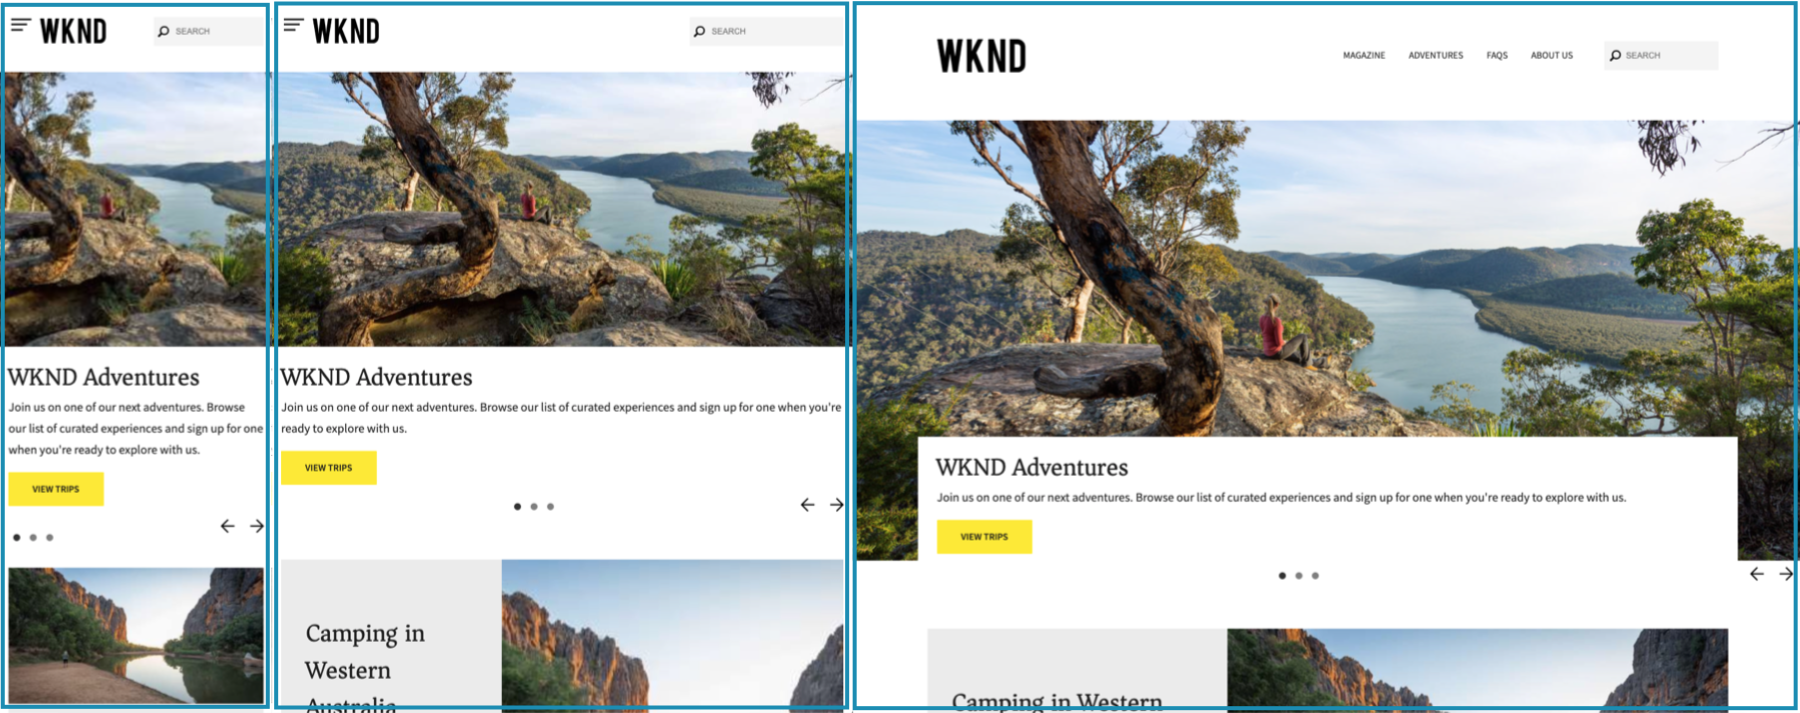 WKND
SEARCH
WKND Adventures
Join us on one of our next adventures. Browse
our list of curated experiences and sign up for one
when you're ready to explore with us.
VIEW TRIPS
WKND
SEARCH
WKND Adventures
Join us on one of our next adventures. Browse our list of curated experiences and sign up for one when you're
ready to explore with us.
VIEW TRIPS
Camping in
Western
Australia
WKND
MAGAZINE ADVENTURES FAQS ABOUT US SEARCH
WKND Adventures
Join us on one of our next adventures. Browse our list of curated experiences and sign up for one when you're ready to explore with us.
VIEW TRIPS
Camping in Western